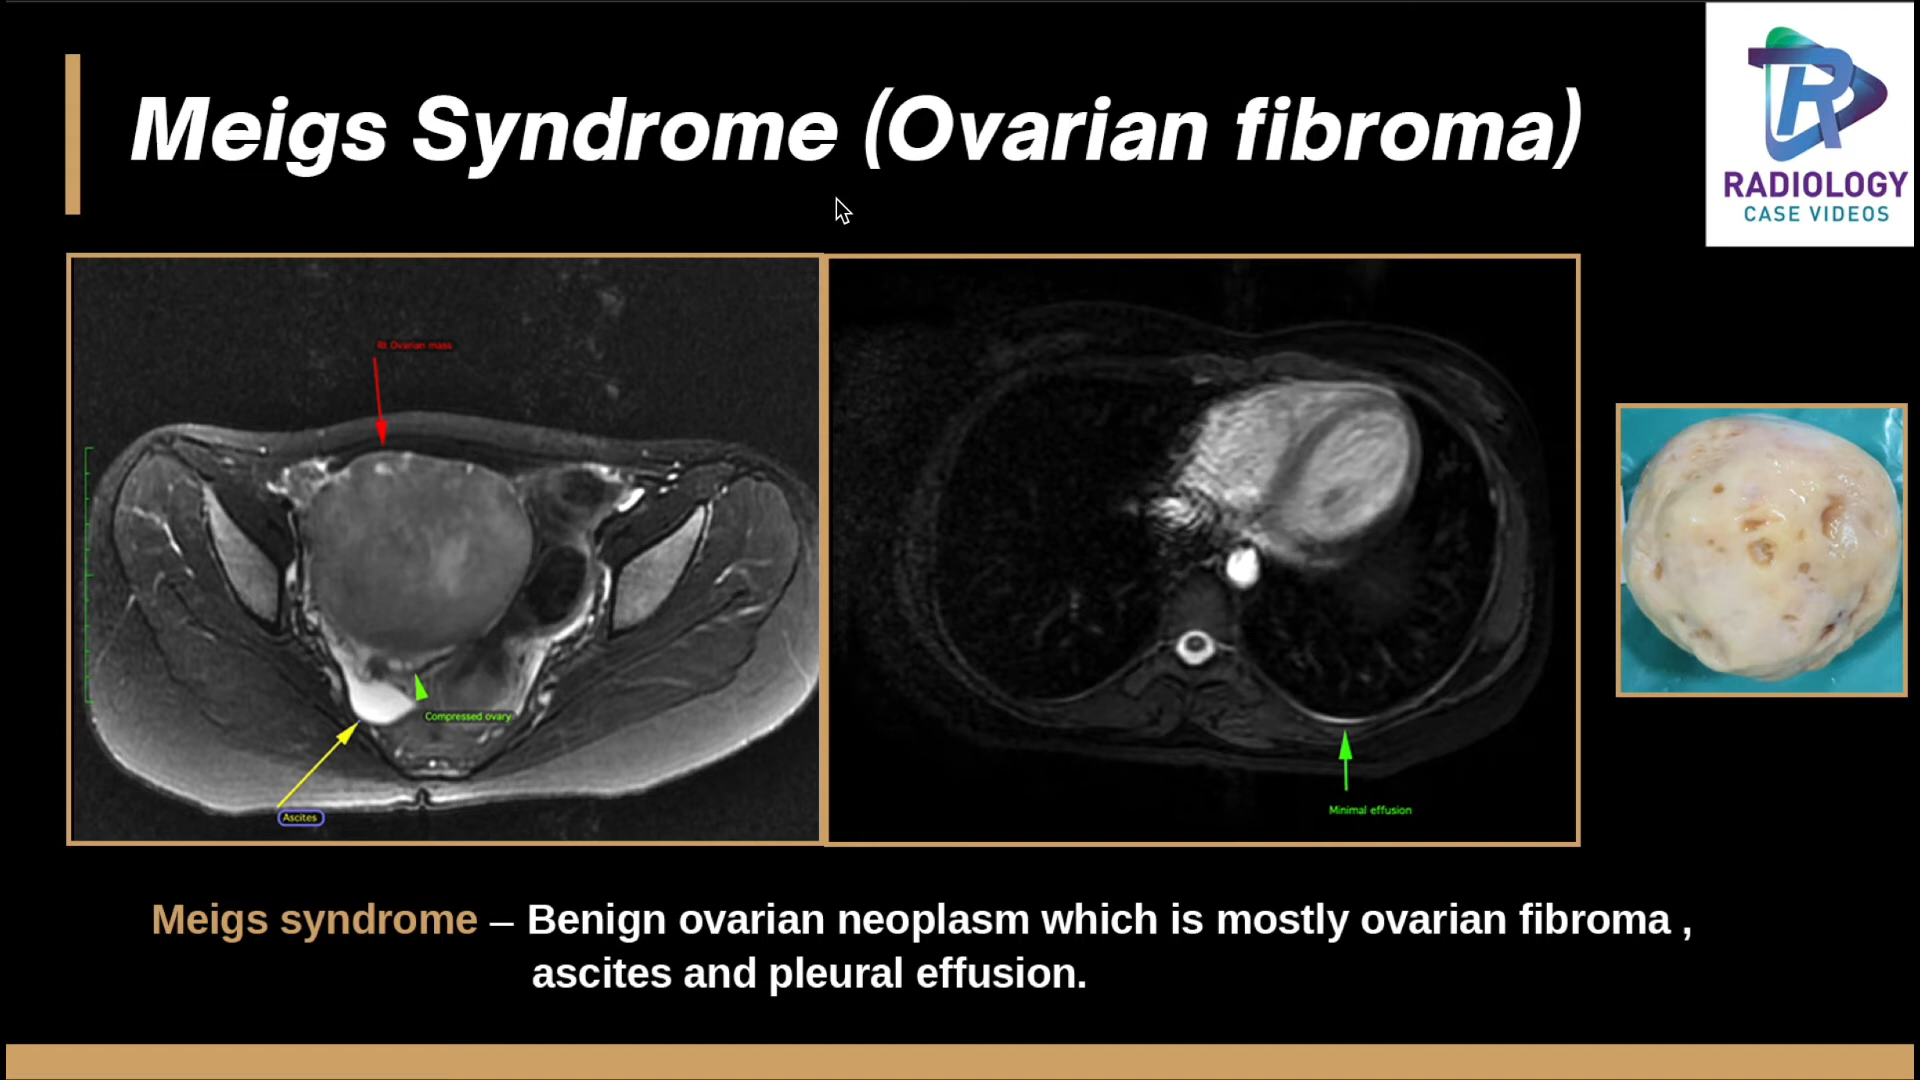 Meigs Syndrome (Ovarian fibroma)
RADIOLOGY
CASE VIDEOS
Rt Ovarian mass
Compressed ovary
Ascites
Minimal effusion
Meigs syndrome – Benign ovarian neoplasm which is mostly ovarian fibroma ,
ascites and pleural effusion.